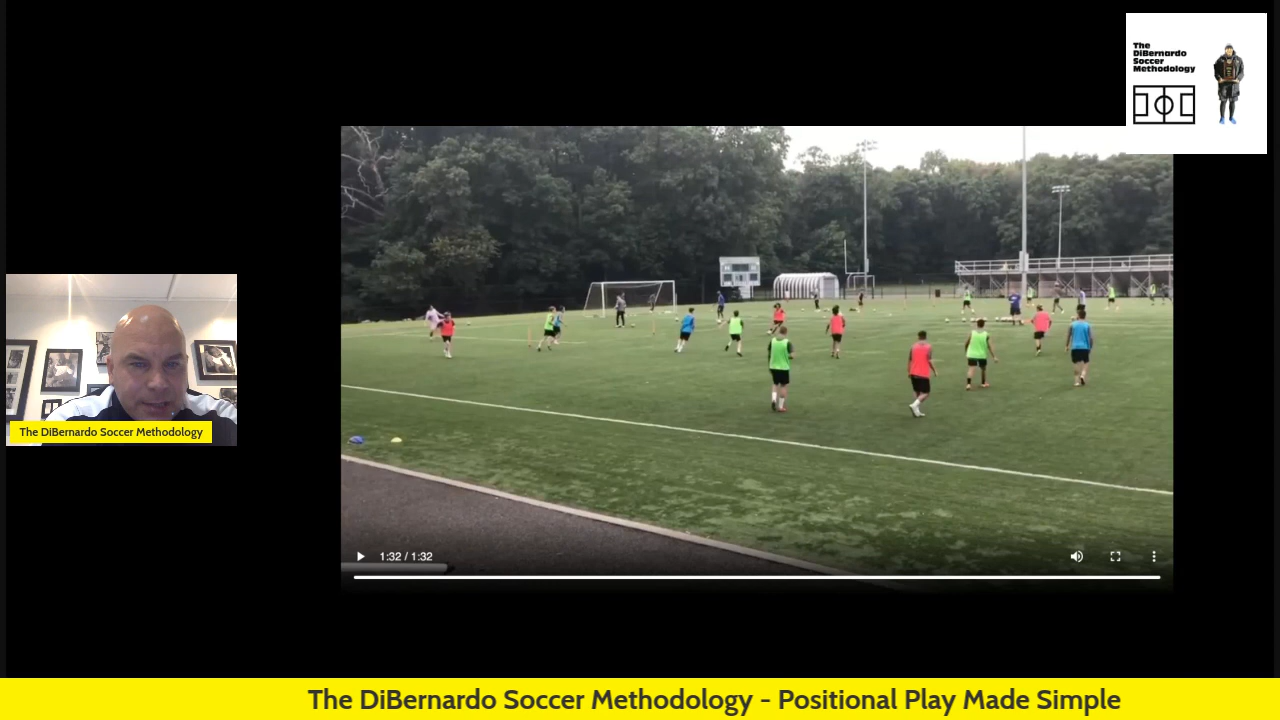 The
DiBernardo
Soccer
Methodology
The DiBernardo Soccer Methodology
1:32 / 1:32
The DiBernardo Soccer Methodology - Positional Play Made Simple